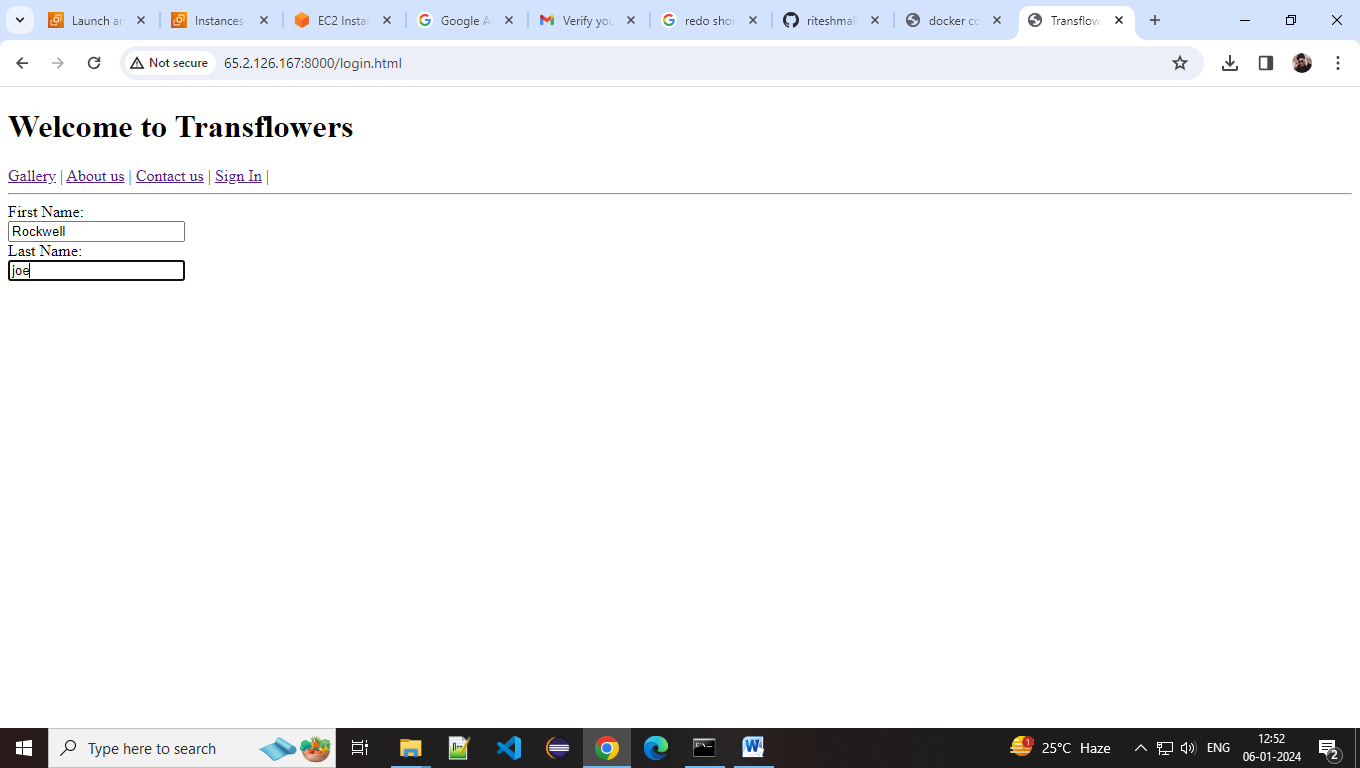 Launch an
Instances
EC2 Instan
Google A
Verify you
redo shor
riteshmal
docker co
Transflow
Not secure
65.2.126.167:8000/login.html
Welcome to Transflowers
Gallery | About us | Contact us | Sign In |
First Name:
Rockwell
Last Name:
joe
Type here to search
1
25°C Haze
ENG
12:52
06-01-2024
2